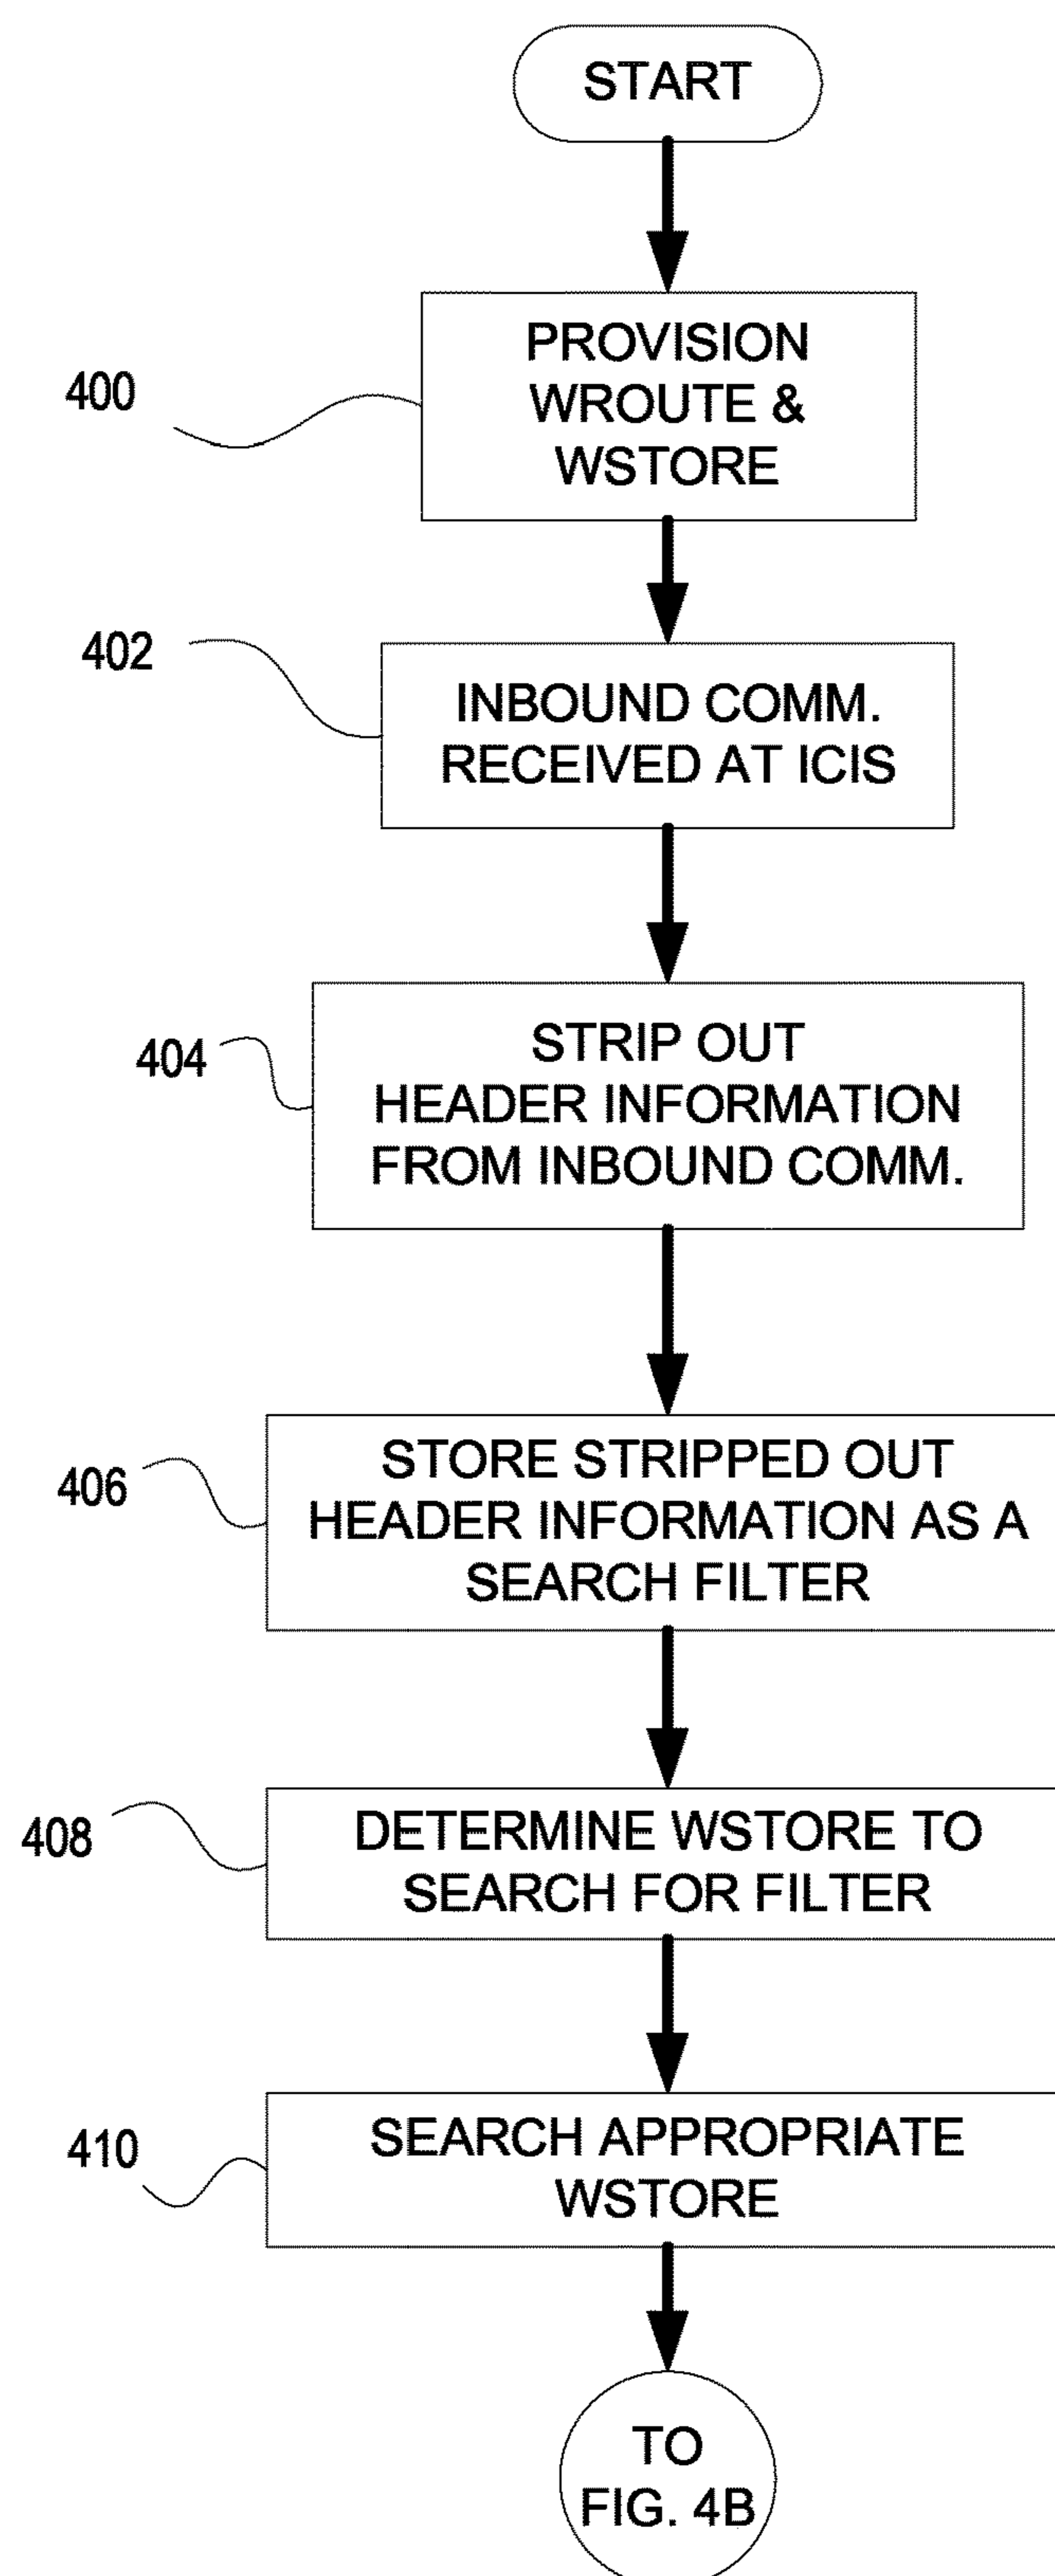 START
400
PROVISION
WROUTE &
WSTORE
402
INBOUND COMM.
RECEIVED AT ICIS
404
STRIP OUT
HEADER INFORMATION
FROM INBOUND COMM.
406
STORE STRIPPED OUT
HEADER INFORMATION AS A
SEARCH FILTER
408
DETERMINE WSTORE TO
SEARCH FOR FILTER
410
SEARCH APPROPRIATE
WSTORE
TO
FIG. 4B